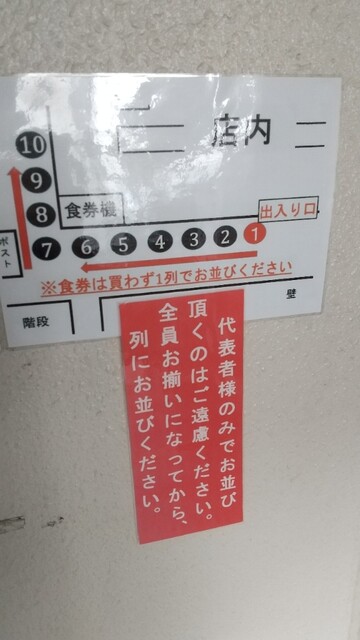 店内
10
9
8
食券機
出入り口
ポスト
7
6
5
4
3
2
1
※食券は買わず1列でお並びください
階段
壁
代表者様のみでお並び
頂くのはご遠慮ください。
全員お揃いになってから、
列にお並びください。